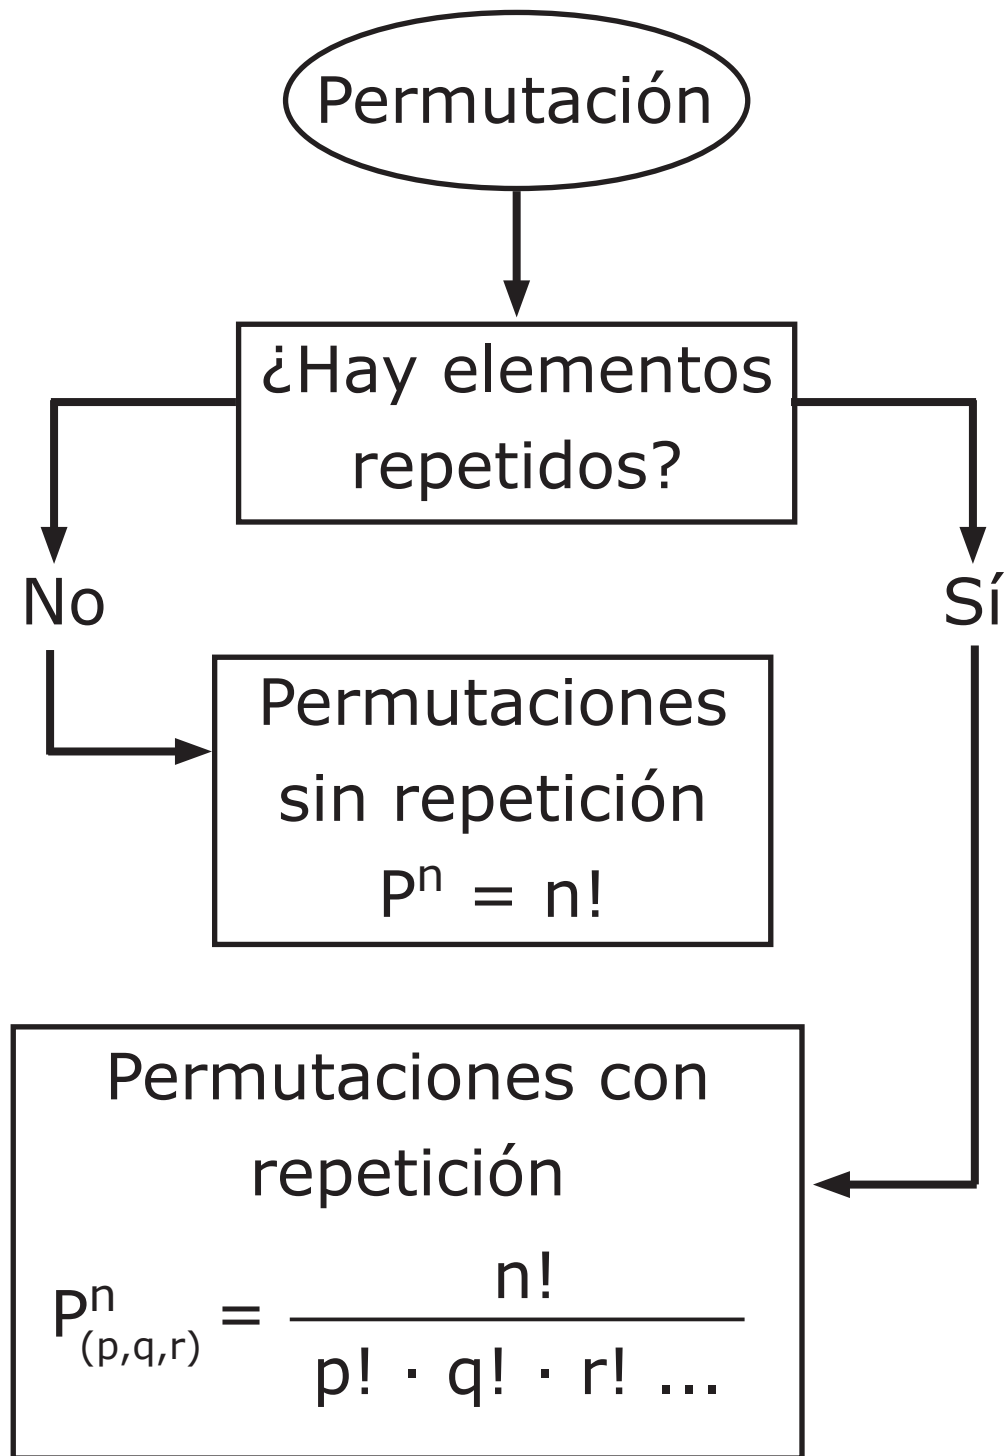 Permutación
¿Hay elementos
repetidos?
No
Sí
Permutaciones
sin repetición
Pⁿ = n!
Permutaciones con
repetición
Pⁿ₍p,q,r₎ = n! / p! · q! · r! ...